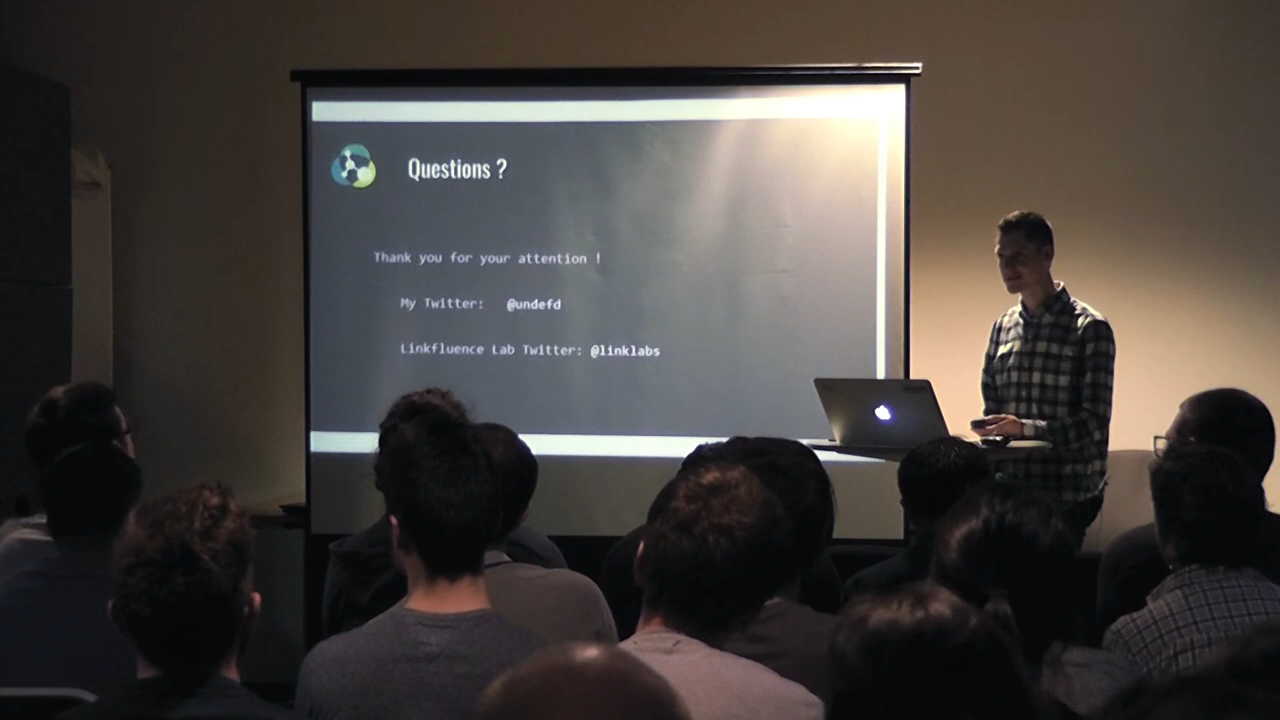 Questions ?
Thank you for your attention !
My Twitter: @undefd
Linkfluence Lab Twitter: @linklabs